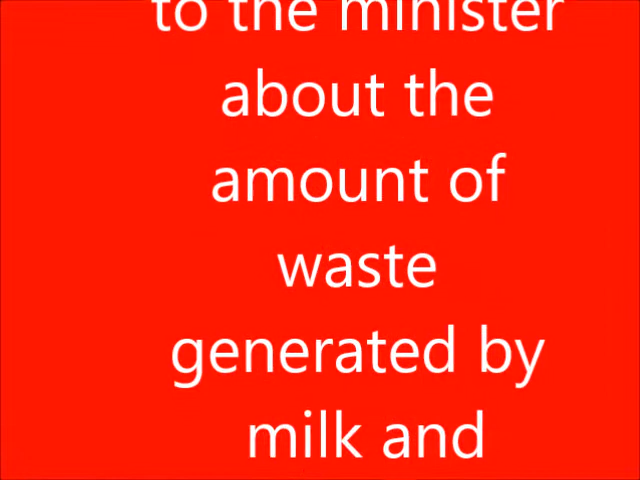 to the minister
about the
amount of
waste
generated by
milk and